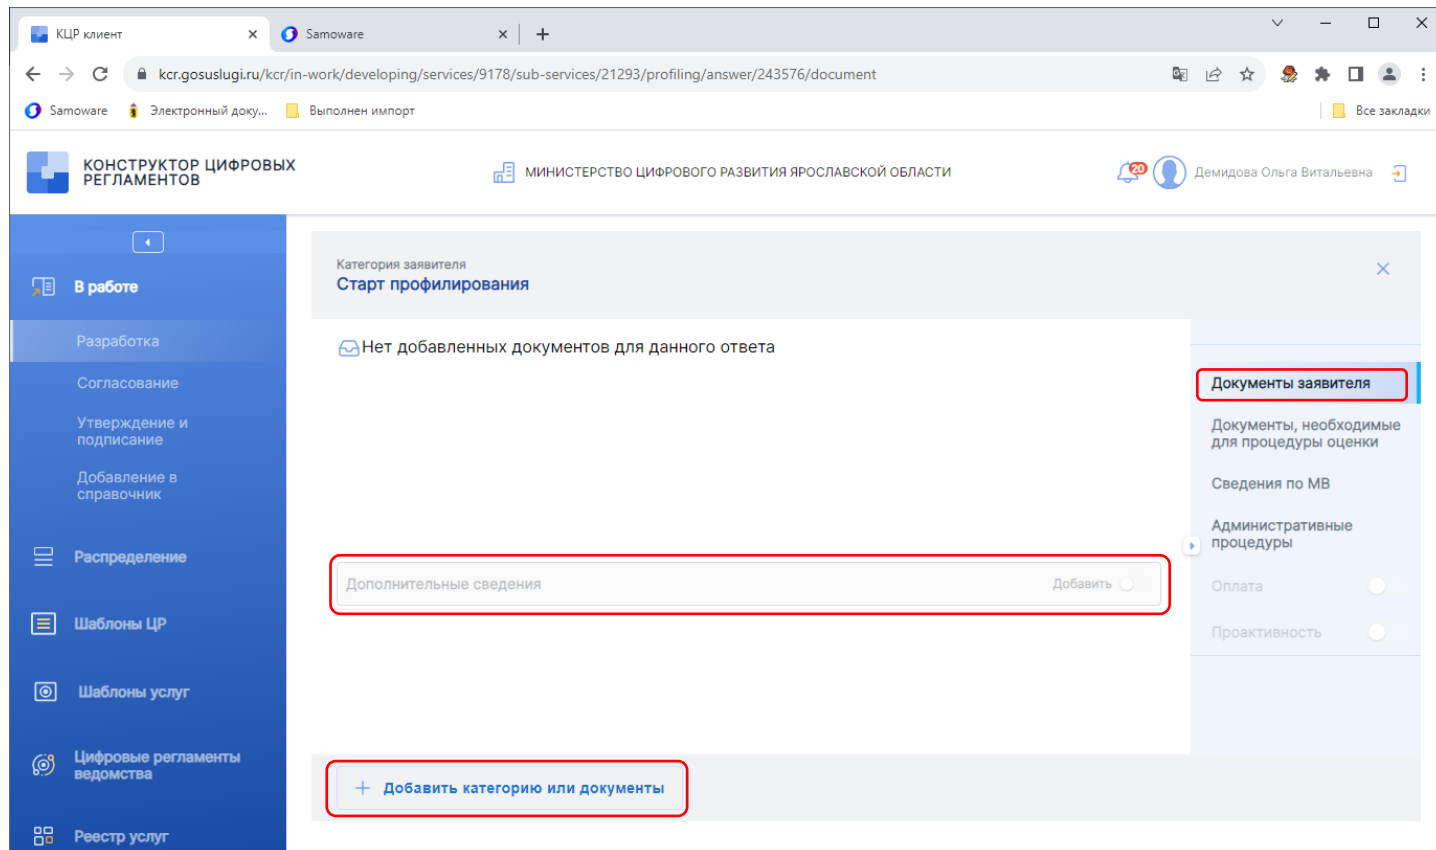 КЦР клиент
Samoware
kcr.gosuslugi.ru/kcr/in-work/developing/services/9178/sub-services/21293/profiling/answer/243576/document
Samoware
Электронный доку...
Выполнен импорт
Все закладки
КОНСТРУКТОР ЦИФРОВЫХ
РЕГЛАМЕНТОВ
МИНИСТЕРСТВО ЦИФРОВОГО РАЗВИТИЯ ЯРОСЛАВСКОЙ ОБЛАСТИ
20
Демидова Ольга Витальевна
В работе
Разработка
Согласование
Утверждение и
подписание
Добавление в
справочник
Распределение
Шаблоны ЦР
Шаблоны услуг
Цифровые регламенты
ведомства
Реестр услуг
Категория заявителя
Старт профилирования
Нет добавленных документов для данного ответа
Дополнительные сведения
Добавить
+ Добавить категорию или документы
Документы заявителя
Документы, необходимые
для процедуры оценки
Сведения по МВ
Административные
процедуры
Оплата
Проактивность